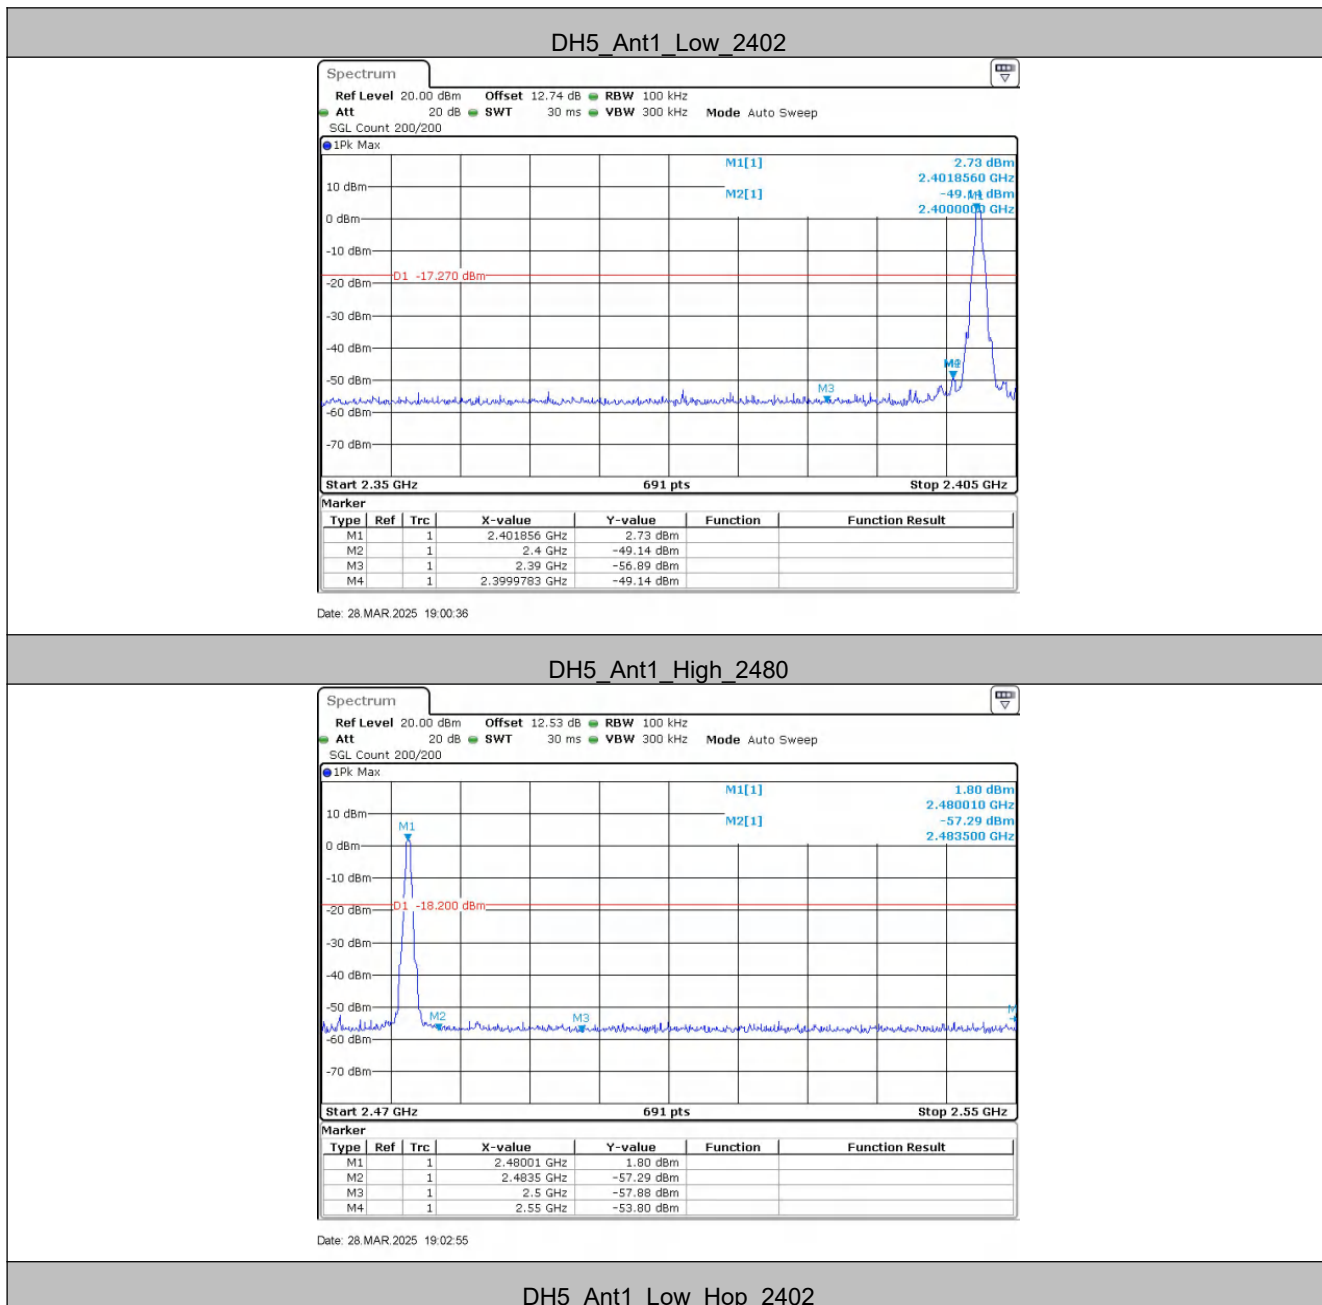 DH5_Ant1_Low_2402
Spectrum
Ref Level 20.00 dBm Offset 12.74 dB RBW 100 kHz
Att 20 dB SWT 30 ms VBW 300 kHz Mode Auto Sweep
SGL Count 200/200
1Pk Max
M1[1] 2.73 dBm
2.4018560 GHz
M2[1] -49.14 dBm
2.4000000 GHz
M1
10 dBm
0 dBm
-10 dBm
D1 -17.270 dBm
-20 dBm
-30 dBm
-40 dBm
-50 dBm
M3
-60 dBm
-70 dBm
Start 2.35 GHz 691 pts Stop 2.405 GHz
Marker
Type Ref Trc X-value Y-value Function Function Result
M1 1 2.401856 GHz 2.73 dBm
M2 1 2.4 GHz -49.14 dBm
M3 1 2.39 GHz -56.89 dBm
M4 1 2.3999783 GHz -49.14 dBm
Date: 28.MAR.2025 19:00:36
DH5_Ant1_High_2480
Spectrum
Ref Level 20.00 dBm Offset 12.53 dB RBW 100 kHz
Att 20 dB SWT 30 ms VBW 300 kHz Mode Auto Sweep
SGL Count 200/200
1Pk Max
M1[1] 1.80 dBm
2.480010 GHz
10 dBm
M2[1] -57.29 dBm
M1
2.483500 GHz
0 dBm
-10 dBm
D1 -18.200 dBm
-20 dBm
-30 dBm
-40 dBm
-50 dBm
M2 M3
-60 dBm
-70 dBm
Start 2.47 GHz 691 pts Stop 2.55 GHz
Marker
Type Ref Trc X-value Y-value Function Function Result
M1 1 2.48001 GHz 1.80 dBm
M2 1 2.4835 GHz -57.29 dBm
M3 1 2.5 GHz -57.88 dBm
M4 1 2.55 GHz -53.80 dBm
Date: 28.MAR.2025 19:02:55
DH5_Ant1_Low_Hop_2402